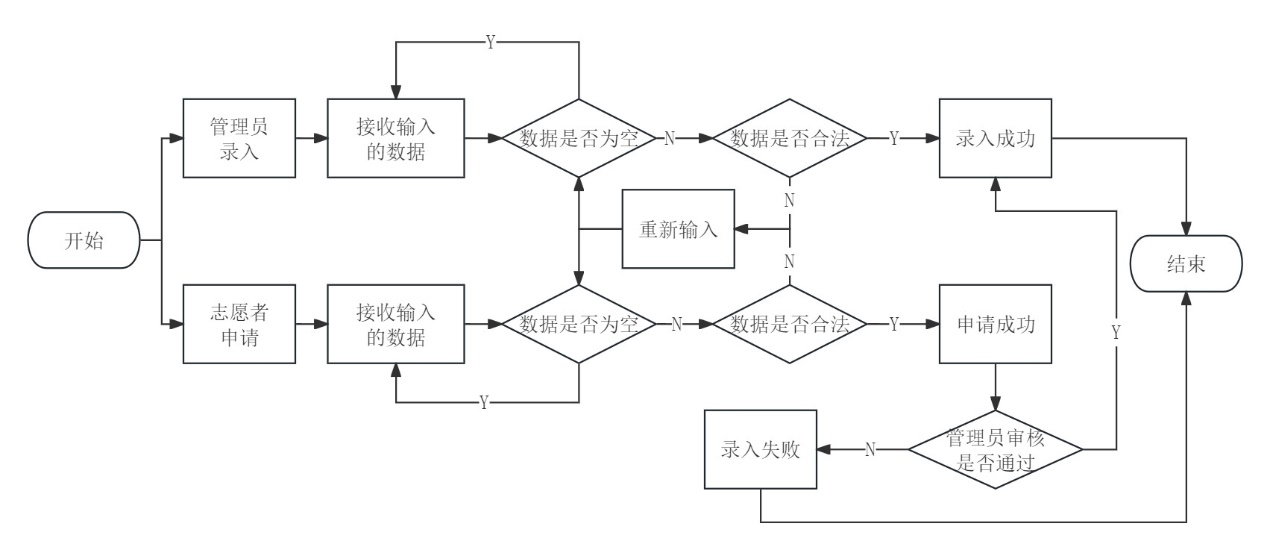 Y
管理员
录入
接收输入
的数据
数据是否为空
N
数据是否合法
Y
录入成功
N
开始
重新输入
结束
N
志愿者
申请
接收输入
的数据
数据是否为空
N
数据是否合法
Y
申请成功
Y
Y
录入失败
N
管理员审核
是否通过